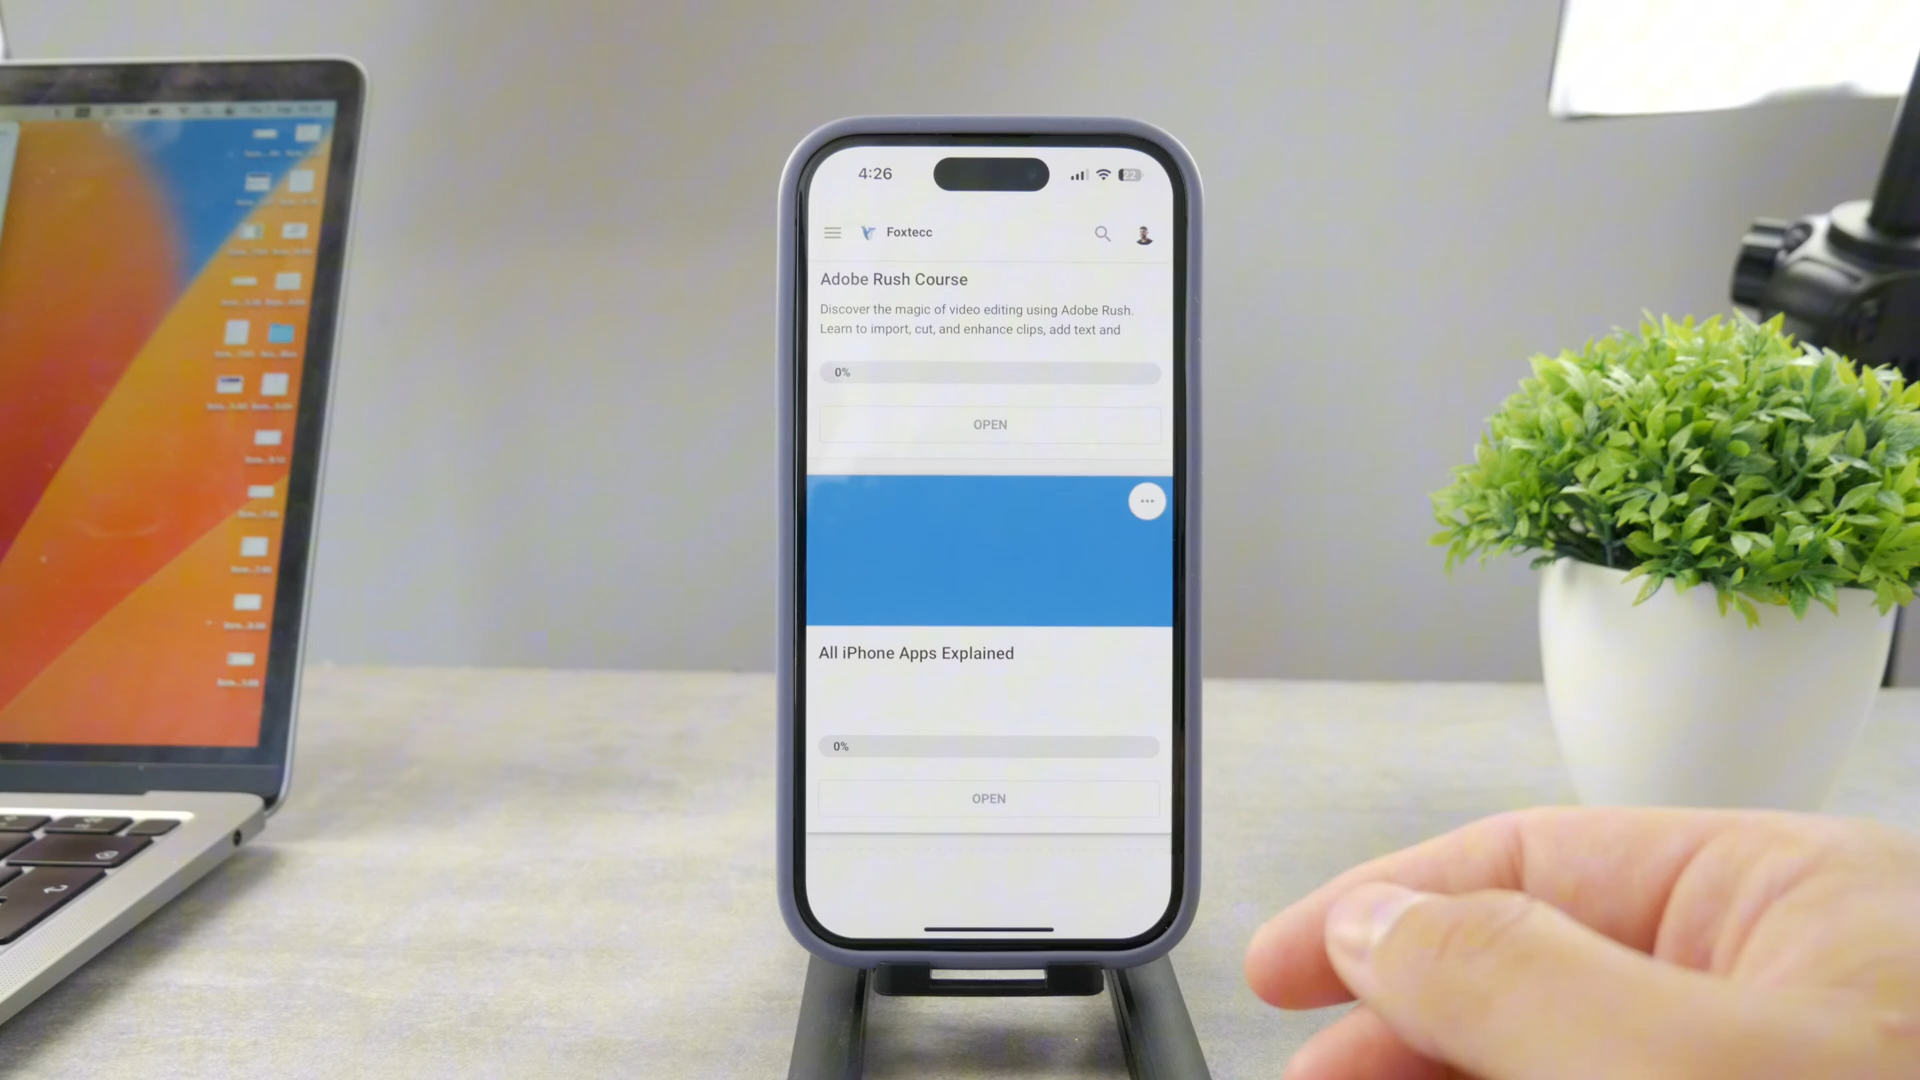 4:26
22
Foxtecc
Adobe Rush Course
Discover the magic of video editing using Adobe Rush.
Learn to import, cut, and enhance clips, add text and
0%
OPEN
All iPhone Apps Explained
0%
OPEN